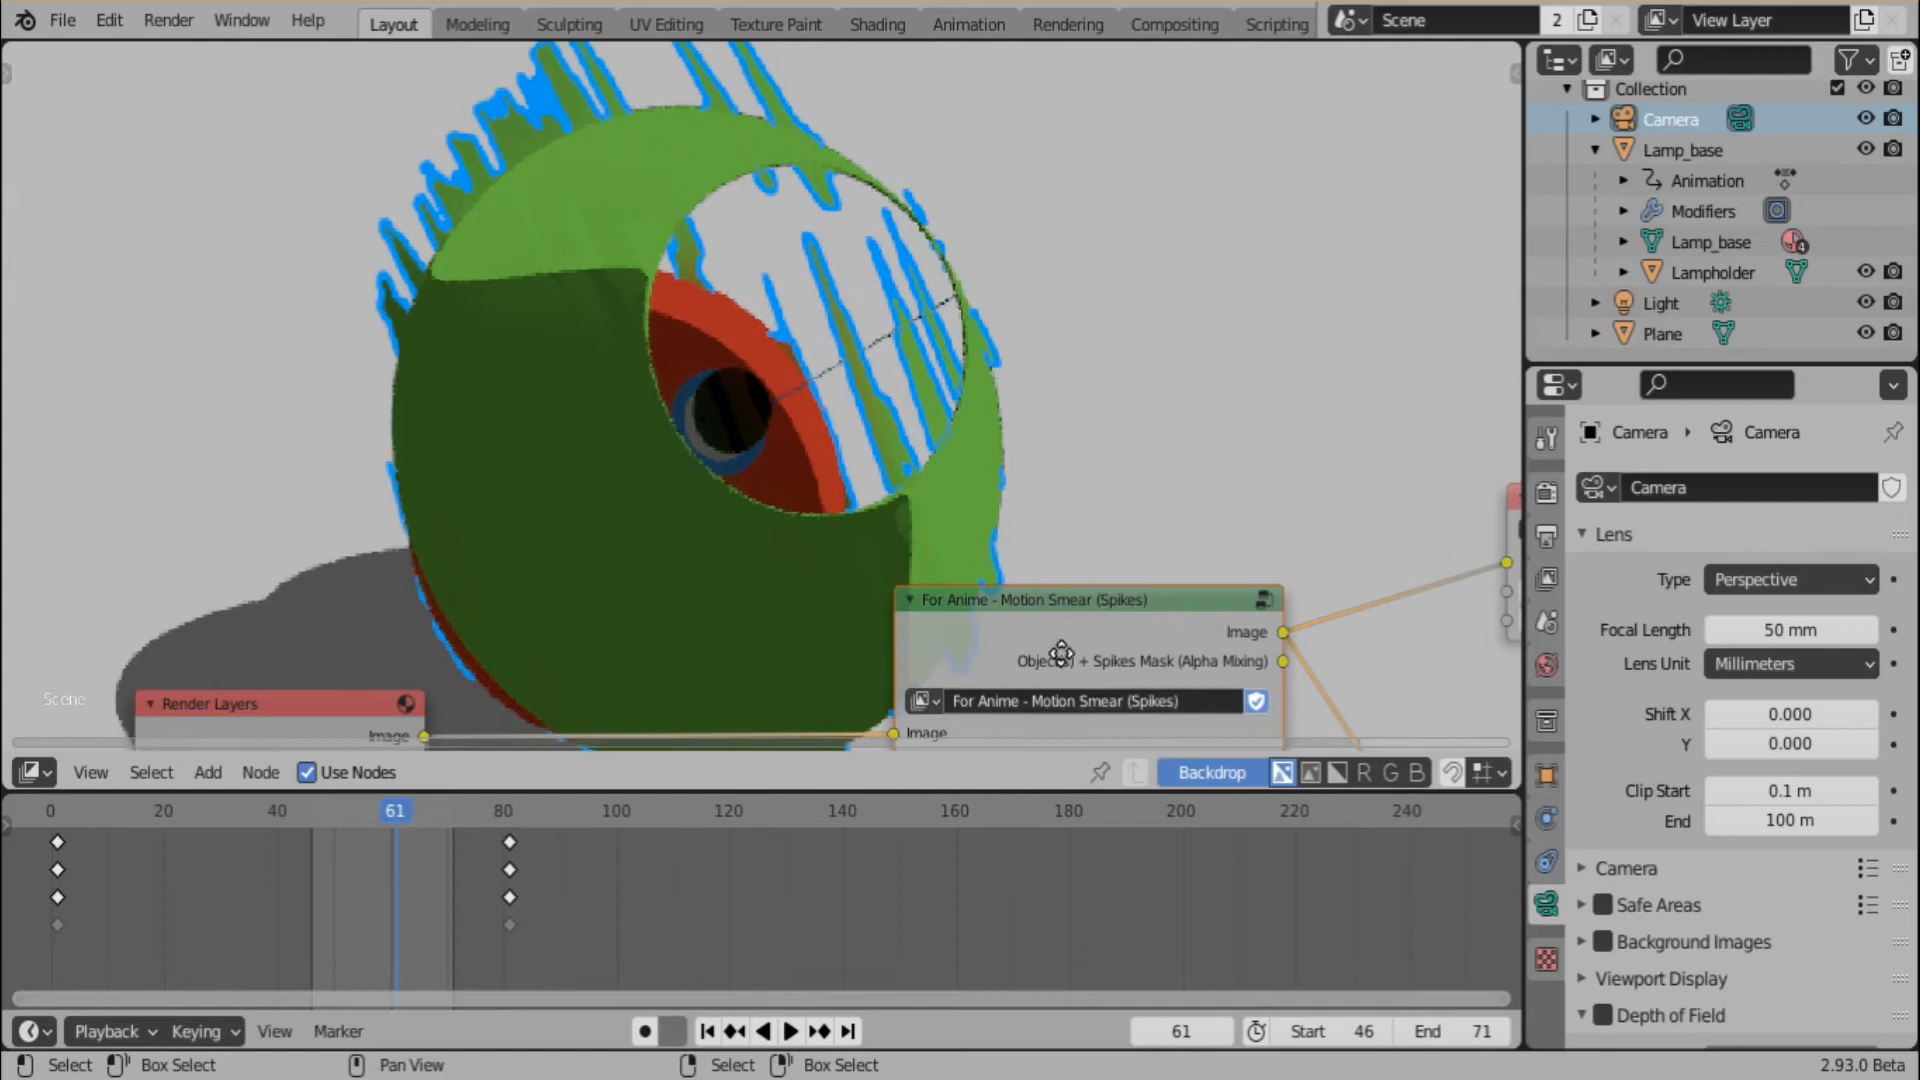 File Edit Render Window Help Layout Modeling Sculpting UV Editing Texture Paint Shading Animation Rendering Compositing Scripting Scene 2 View Layer
Collection
Camera
Lamp_base
Animation
Modifiers
Lamp_base
Lampholder
Light
Plane
Camera Camera
Camera
Lens
Type Perspective
Focal Length 50 mm
Lens Unit Millimeters
Shift X 0.000
Y 0.000
Clip Start 0.1 m
End 100 m
Camera
Safe Areas
Background Images
Viewport Display
Depth of Field
For Anime - Motion Smear (Spikes)
Image
+ Spikes Mask (Alpha Mixing)
For Anime - Motion Smear (Spikes)
Image
Scene
Render Layers
Image
View Select Add Node Use Nodes Backdrop R G B
0 20 40 61 80 100 120 140 160 180 200 220 240
Playback Keying View Marker 61 Start 46 End 71
Select Box Select Pan View Select Box Select 2.93.0 Beta